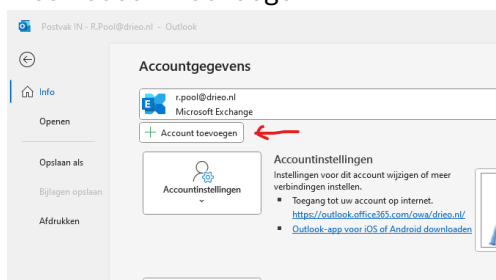 Postvak IN - R.Pool@drieo.nl - Outlook
Accountgegevens
Info
Openen
Opslaan als
Bijlagen opslaan
Afdrukken
r.pool@drieo.nl
Microsoft Exchange
Account toevoegen
Accountinstellingen
Accountinstellingen
Instellingen voor dit account wijzigen of meer
verbindingen instellen.
Toegang tot uw account op internet.
https://outlook.office365.com/owa/drieo.nl/
Outlook-app voor iOS of Android downloaden